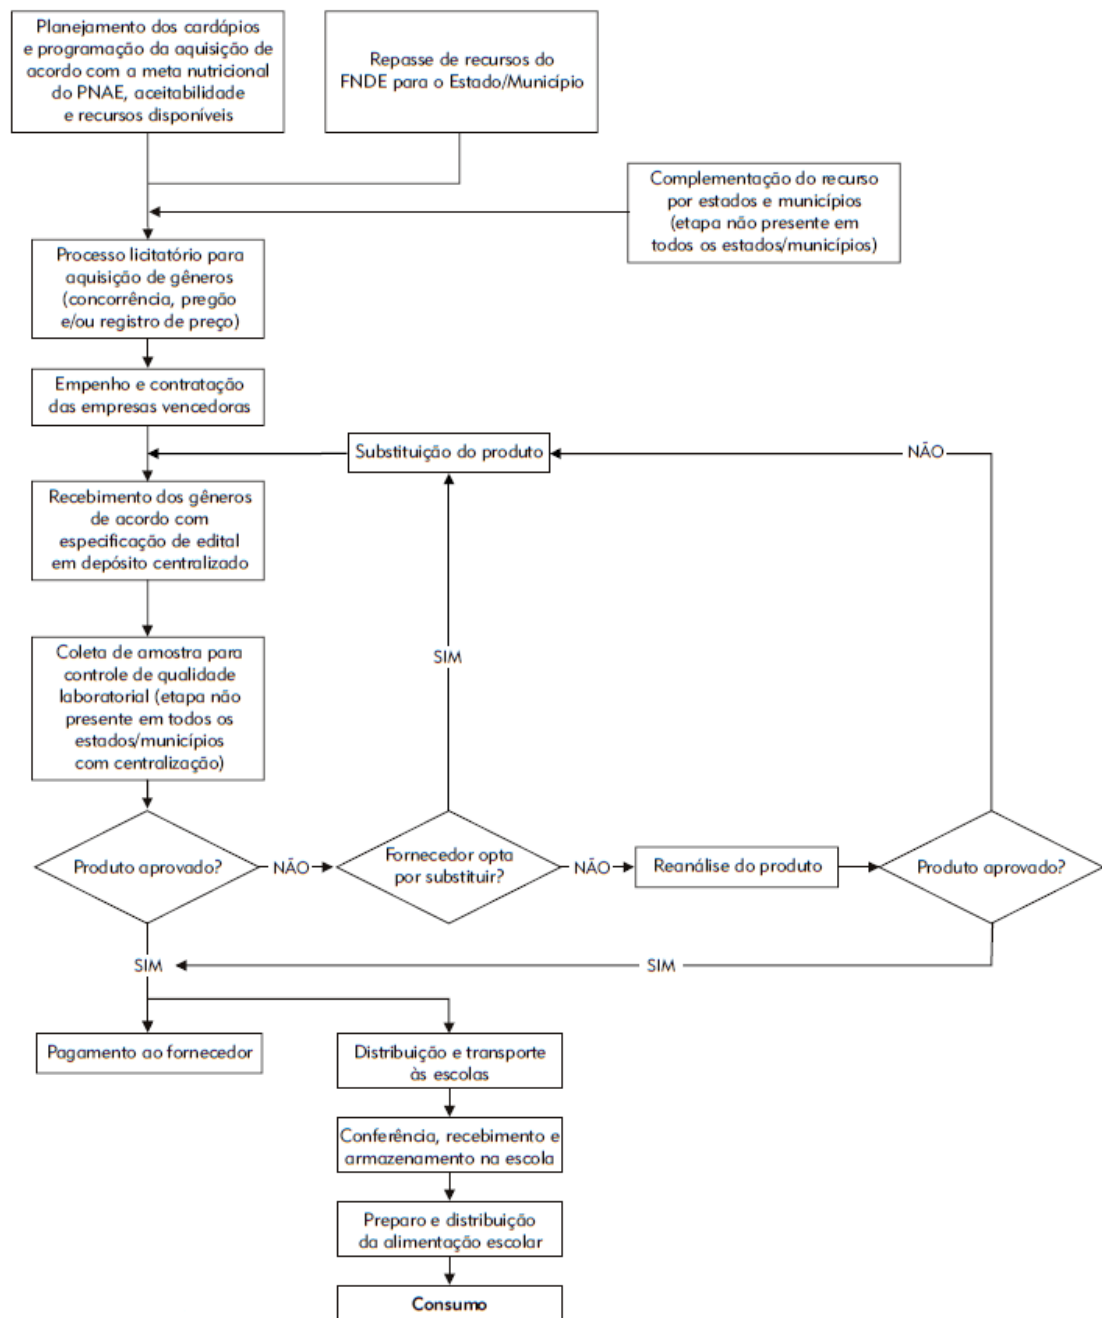 Planejamento dos cardápios
e programação da aquisição de
acordo com a meta nutricional
do PNAE, aceitabilidade
e recursos disponíveis
Repasse de recursos do
FNDE para o Estado/Município
Complementação do recurso
por estados e municípios
(etapa não presente em
todos os estados/municípios)
Processo licitatório para
aquisição de gêneros
(concorrência, pregão
e/ou registro de preço)
Empenho e contratação
das empresas vencedoras
Substituição do produto
NÃO
Recebimento dos gêneros
de acordo com
especificação de edital
em depósito centralizado
SIM
Coleta de amostra para
controle de qualidade
laboratorial (etapa não
presente em todos os
estados/municípios
com centralização)
Produto aprovado?
NÃO
Fornecedor opta
por substituir?
NÃO
Reanálise do produto
Produto aprovado?
SIM
SIM
Pagamento ao fornecedor
Distribuição e transporte
às escolas
Conferência, recebimento e
armazenamento na escola
Preparo e distribuição
da alimentação escolar
Consumo